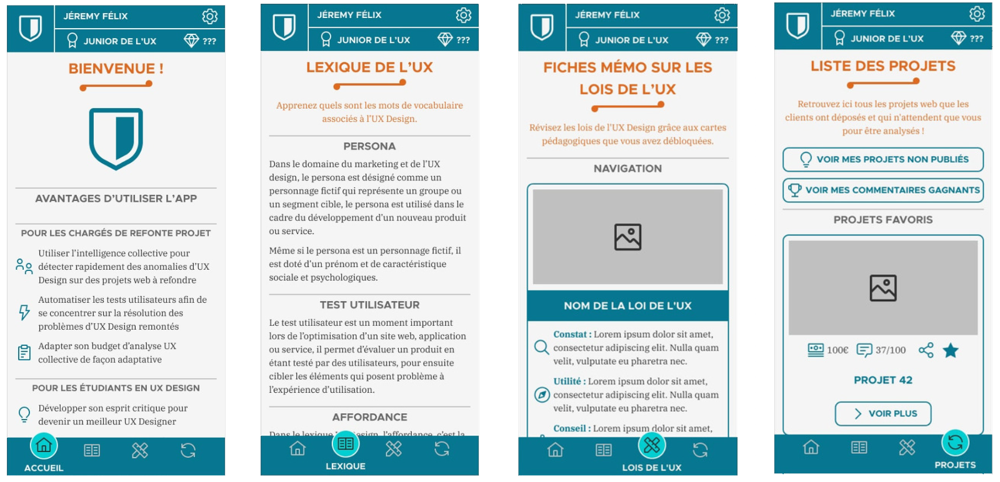 JÉREMY FÉLIX
JUNIOR DE L'UX
???
BIENVENUE !
AVANTAGES D'UTILISER L'APP
POUR LES CHARGÉS DE REFONTE PROJET
Utiliser l'intelligence collective pour
détecter rapidement des anomalies d'UX
Design sur des projets web à refondre
Automatiser les tests utilisateurs afin de
se concentrer sur la résolution des
problèmes d'UX Design remontés
Adapter son budget d'analyse UX
collective de façon adaptative
POUR LES ÉTUDIANTS EN UX DESIGN
Développer son esprit critique pour
devenir un meilleur UX Designer
ACCUEIL
JÉREMY FÉLIX
JUNIOR DE L'UX
???
LEXIQUE DE L'UX
Apprenez quels sont les mots de vocabulaire
associés à l'UX Design.
PERSONA
Dans le domaine du marketing et de l'UX
design, le persona est désigné comme un
personnage fictif qui représente un groupe ou
un segment cible, le persona est utilisé dans le
cadre du développement d'un nouveau produit
ou service.
Même si le persona est un personnage fictif, il
est doté d'un prénom et de caractéristique
sociale et psychologiques.
TEST UTILISATEUR
Le test utilisateur est un moment important
lors de l'optimisation d'un site web, application
ou service, il permet d'évaluer un produit en
étant testé par des utilisateurs, pour ensuite
cibler les éléments qui posent problème à
l'expérience d'utilisation.
AFFORDANCE
Dans le lexique design, l'affordance, c'est la
LEXIQUE
JÉREMY FÉLIX
JUNIOR DE L'UX
???
FICHES MÉMO SUR LES
LOIS DE L'UX
Révisez les lois de l'UX Design grâce aux cartes
pédagogiques que vous avez débloquées.
NAVIGATION
NOM DE LA LOI DE L'UX
Constat : Lorem ipsum dolor sit amet,
consectetur adipiscing elit. Nulla quam
velit, vulputate eu pharetra nec.
Utilité : Lorem ipsum dolor sit amet,
consectetur adipiscing elit. Nulla quam
velit, vulputate eu pharetra nec.
Conseil : Lorem ipsum dolor sit amet,
LOIS DE L'UX
JÉREMY FÉLIX
JUNIOR DE L'UX
???
LISTE DES PROJETS
Retrouvez ici tous les projets web que les
clients ont déposés et qui n'attendent que vous
pour être analysés !
VOIR MES PROJETS NON PUBLIÉS
VOIR MES COMMENTAIRES GAGNANTS
PROJETS FAVORIS
100€ 37/100
PROJET 42
VOIR PLUS
PROJETS